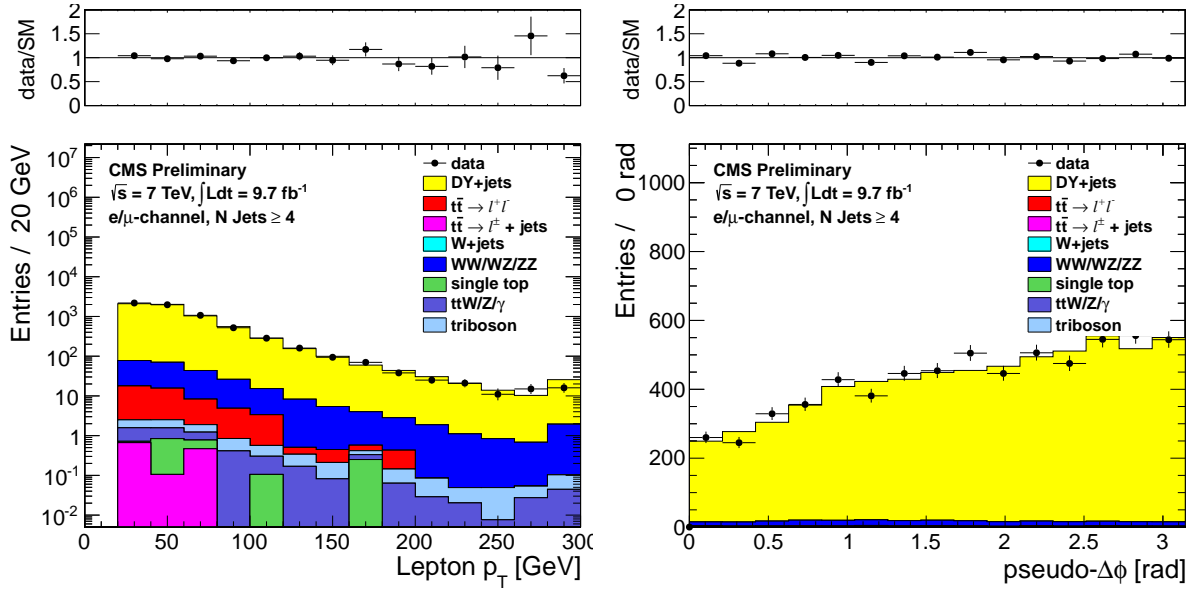 2
1.5
1
0.5
0
data/SM
10⁷
10⁶
10⁵
10⁴
10³
10²
10
1
10⁻¹
10⁻²
Entries / 20 GeV
CMS Preliminary
√s = 7 TeV, ∫Ldt = 9.7 fb⁻¹
e/μ-channel, N Jets ≥ 4
data
DY+jets
tt̄ → l⁺l⁻
tt̄ → l± + jets
W+jets
WW/WZ/ZZ
single top
ttW/Z/γ
triboson
0 50 100 150 200 250 300
Lepton p_T [GeV]
2
1.5
1
0.5
0
data/SM
1000
800
600
400
200
0
Entries / 0 rad
CMS Preliminary
√s = 7 TeV, ∫Ldt = 9.7 fb⁻¹
e/μ-channel, N Jets ≥ 4
data
DY+jets
tt̄ → l⁺l⁻
tt̄ → l± + jets
W+jets
WW/WZ/ZZ
single top
ttW/Z/γ
triboson
0 0.5 1 1.5 2 2.5 3
pseudo-Δϕ [rad]